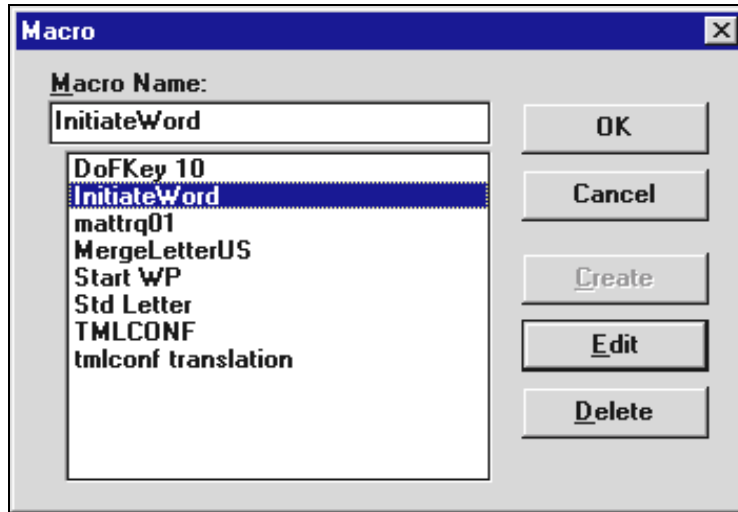 Macro
Macro Name:
InitiateWord
DoFKey 10
InitiateWord
mattrq01
MergeLetterUS
Start WP
Std Letter
TMLCONF
tmlconf translation
OK
Cancel
Create
Edit
Delete